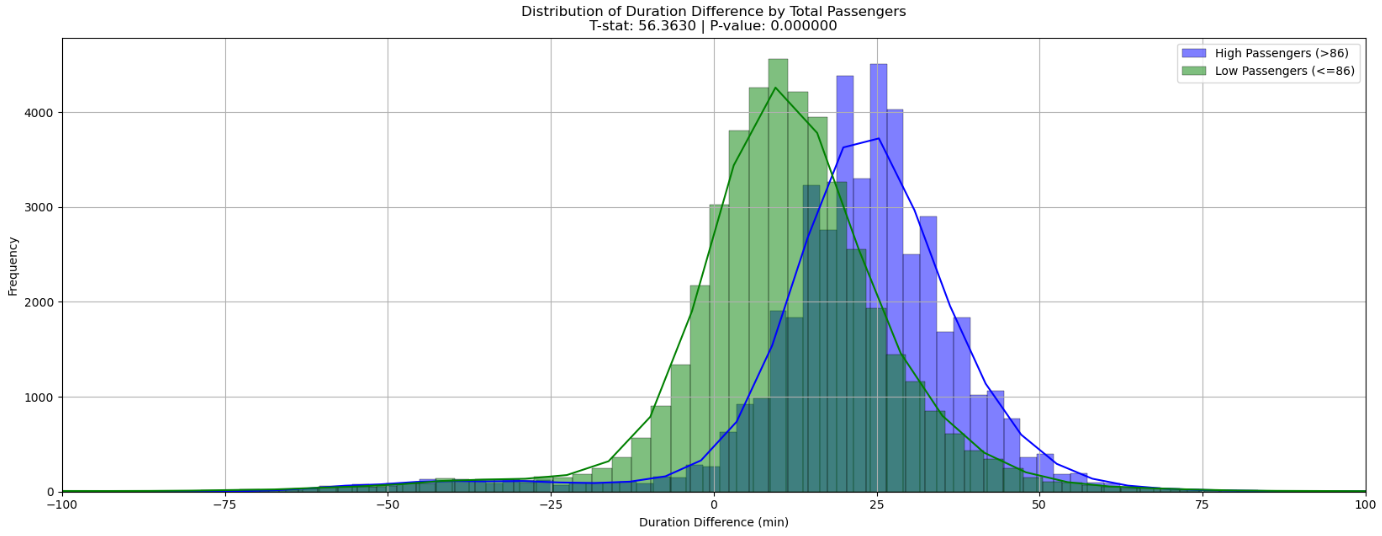 Distribution of Duration Difference by Total Passengers
T-stat: 56.3630 | P-value: 0.000000
High Passengers (>86)
Low Passengers (<=86)
Frequency
4000
3000
2000
1000
0
−100
−75
−50
−25
0
25
50
75
100
Duration Difference (min)